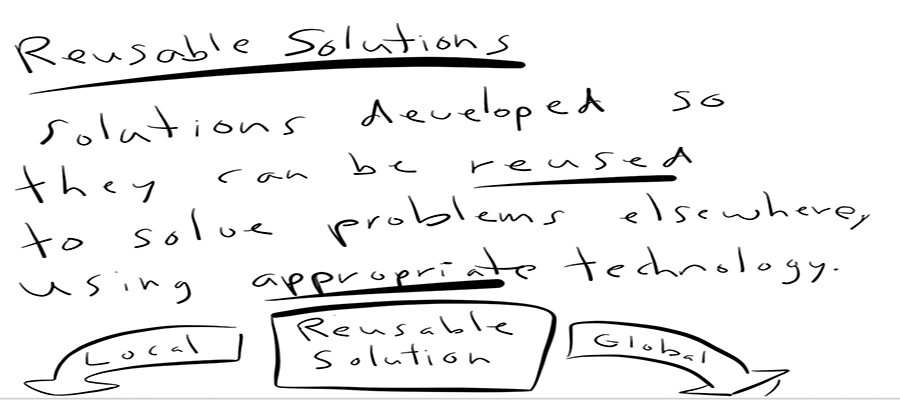 Reusable Solutions
Solutions developed so
they can be reused
to solve problems elsewhere,
using appropriate technology.
Local
Reusable
Solution
Global